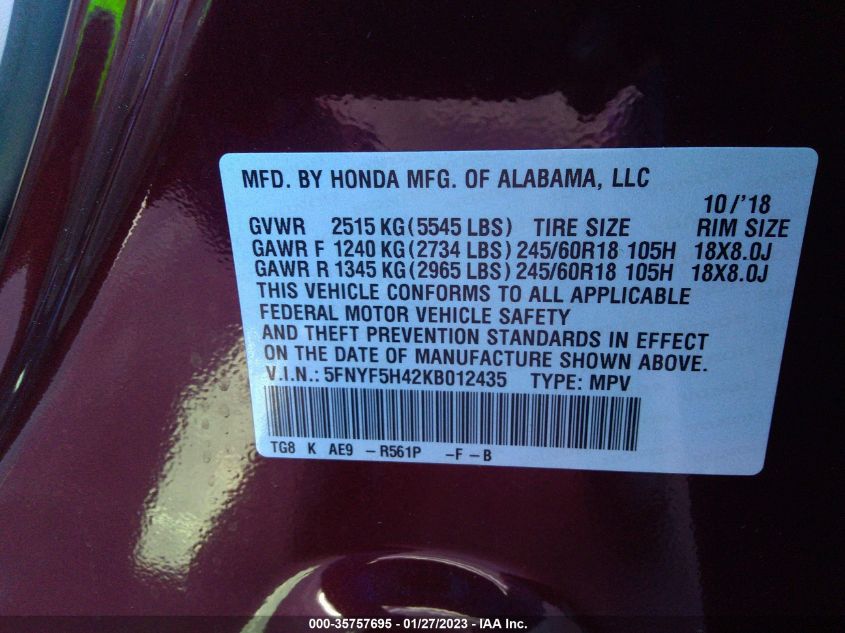 MFD. BY HONDA MFG. OF ALABAMA, LLC
10/'18
GVWR 2515 KG(5545 LBS) TIRE SIZE RIM SIZE
GAWR F 1240 KG(2734 LBS) 245/60R18 105H 18X8.0J
GAWR R 1345 KG(2965 LBS) 245/60R18 105H 18X8.0J
THIS VEHICLE CONFORMS TO ALL APPLICABLE
FEDERAL MOTOR VEHICLE SAFETY
AND THEFT PREVENTION STANDARDS IN EFFECT
ON THE DATE OF MANUFACTURE SHOWN ABOVE.
V.I.N.: 5FNYF5H42KB012435 TYPE: MPV
TG8 K AE9 -R561P -F-B
000-35757695 - 01/27/2023 - IAA Inc.